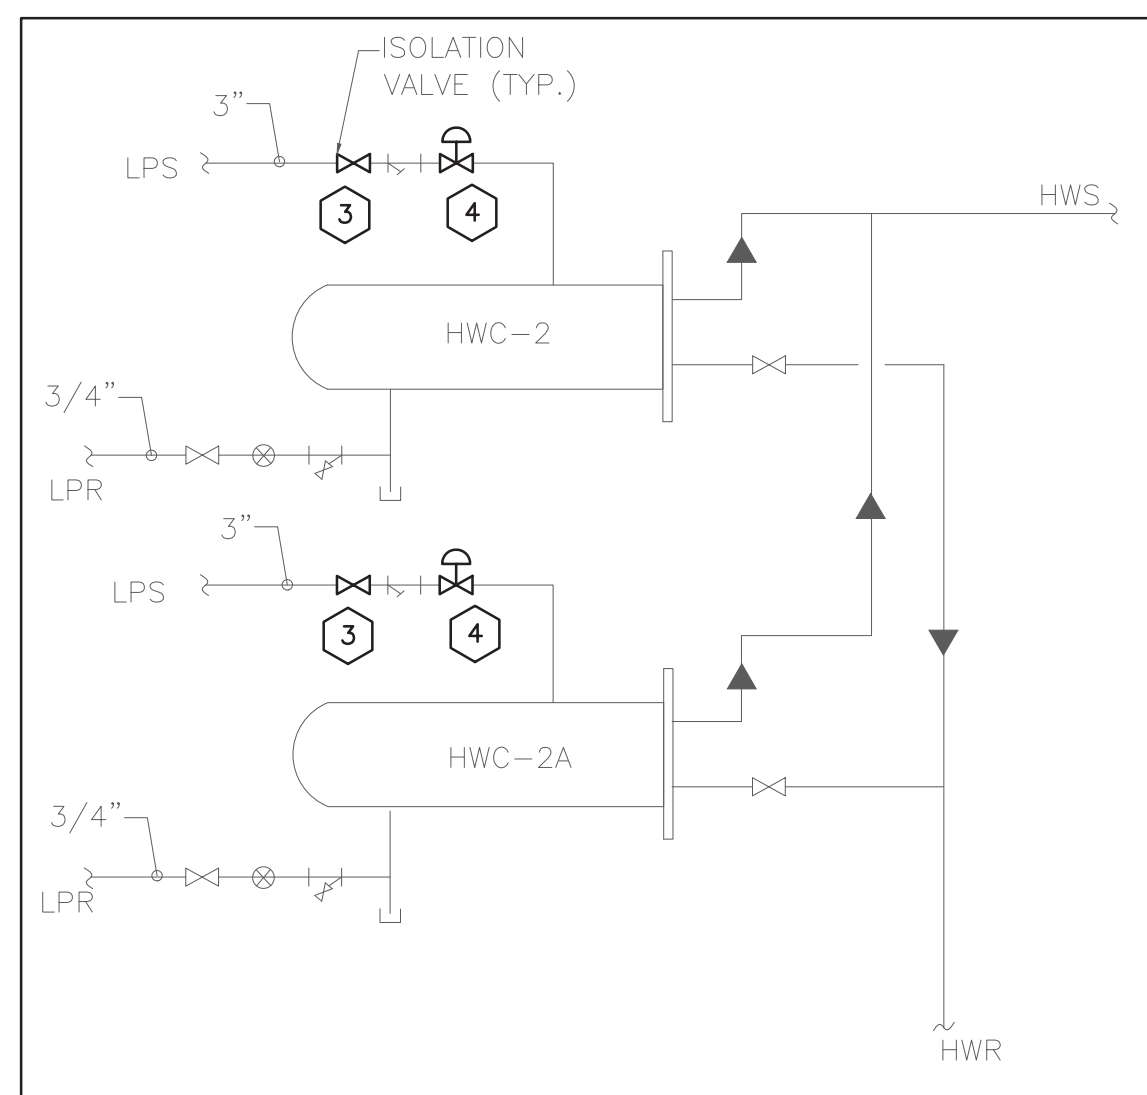 ISOLATION
VALVE (TYP.)
3”
LPS
3
4
HWS
HWC-2
3/4”
LPR
3”
LPS
3
4
HWC-2A
3/4”
LPR
HWR